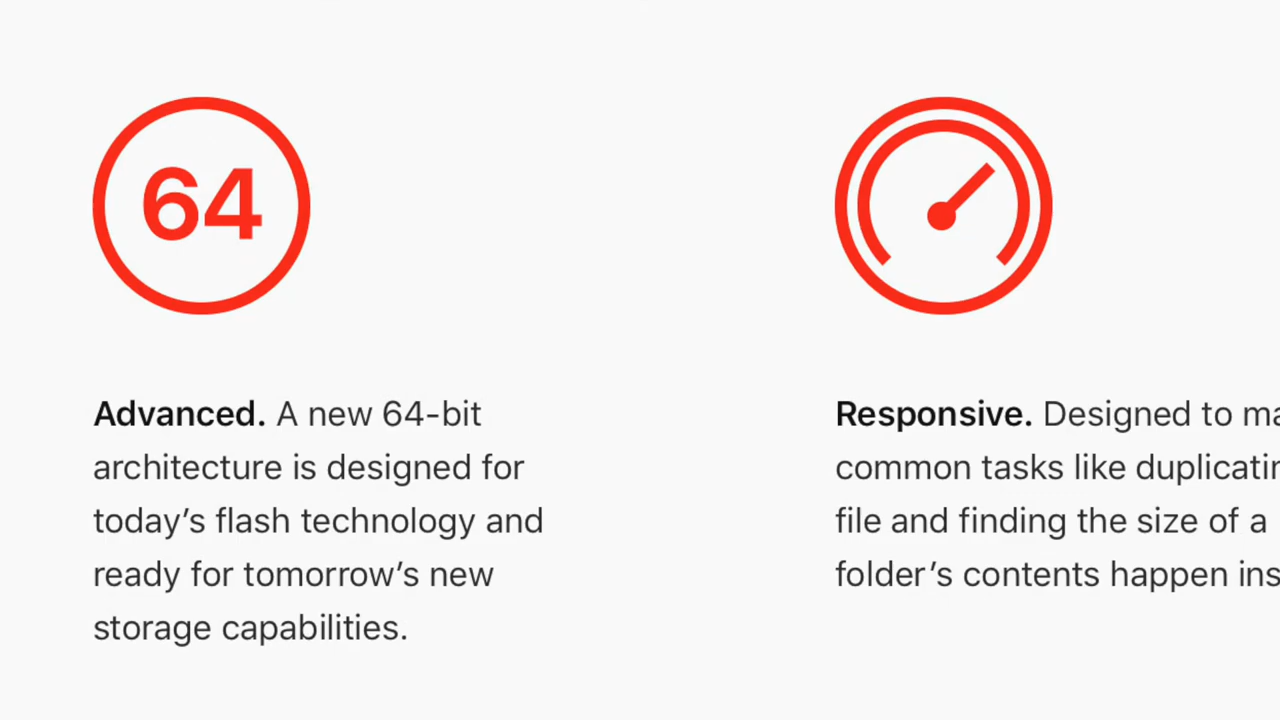 64
Advanced. A new 64-bit
architecture is designed for
today’s flash technology and
ready for tomorrow’s new
storage capabilities.
Responsive. Designed to
common tasks like
file and finding the size of a
folder’s contents happen